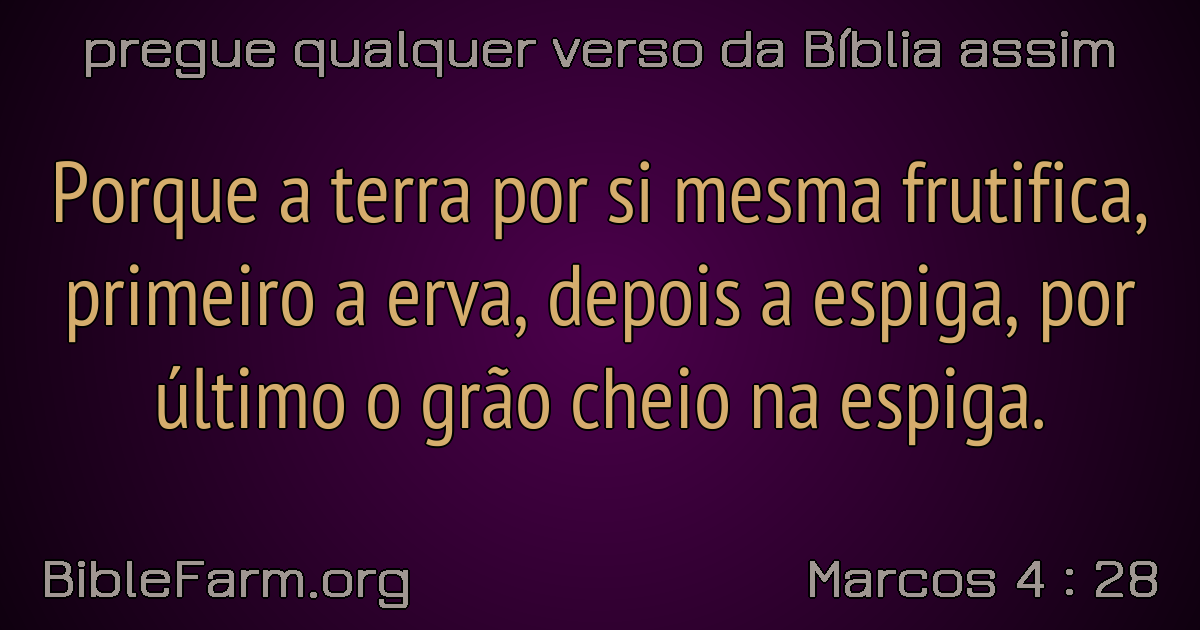 pregue qualquer verso da Bíblia assim
Porque a terra por si mesma frutifica,
primeiro a erva, depois a espiga, por
último o grão cheio na espiga.
BibleFarm.org
Marcos 4 : 28